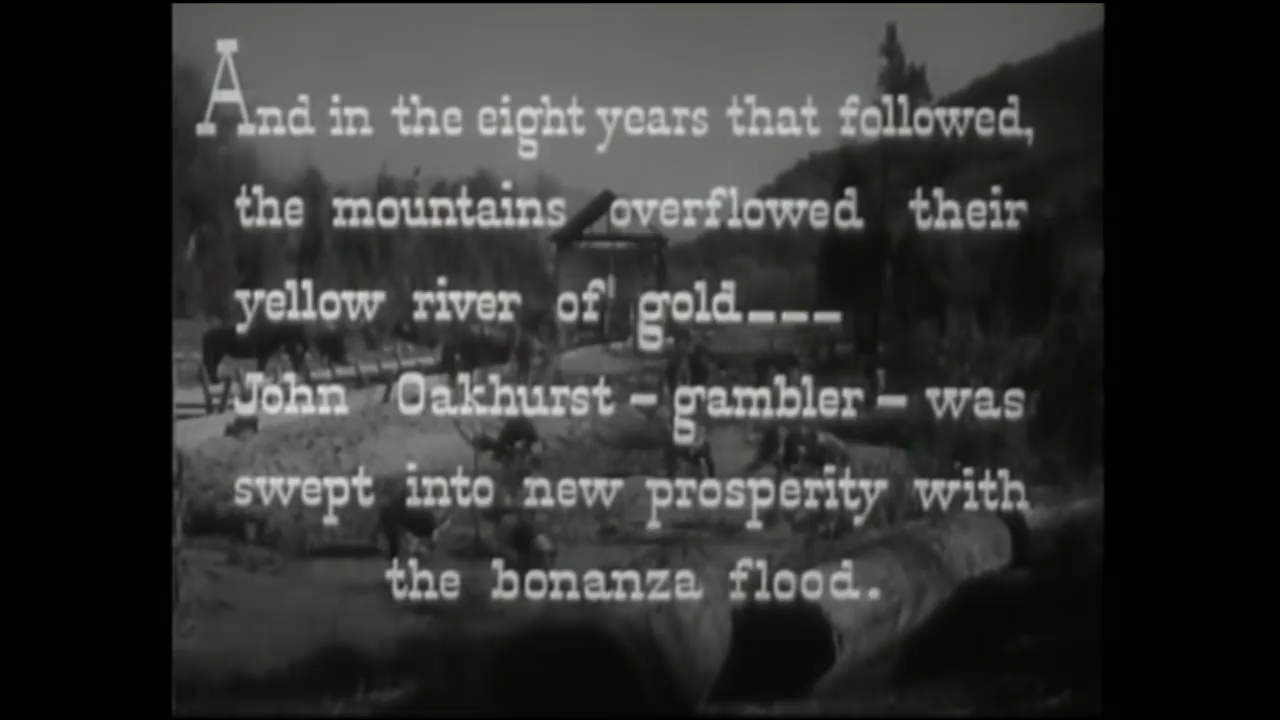 And in the eight years that followed,
the mountains overflowed their
yellow river of gold---
John Oakhurst - gambler - was
swept into new prosperity with
the bonanza flood.